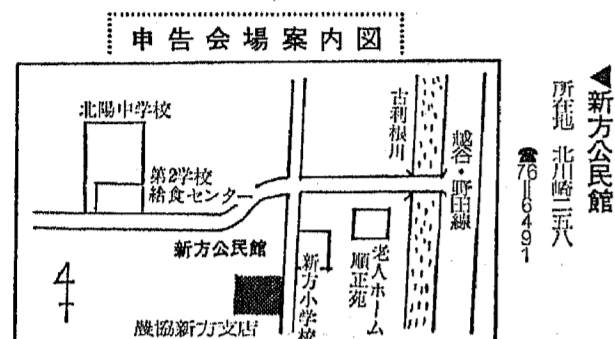 申告会場案内図
◀新方公民館
所在地 北川崎二五八
☎76‖6491
北陽中学校
第2学校
給食センター
古利根川
越谷・野田線
新方公民館
老人ホーム
順正苑
新方小学校
農協新方支店